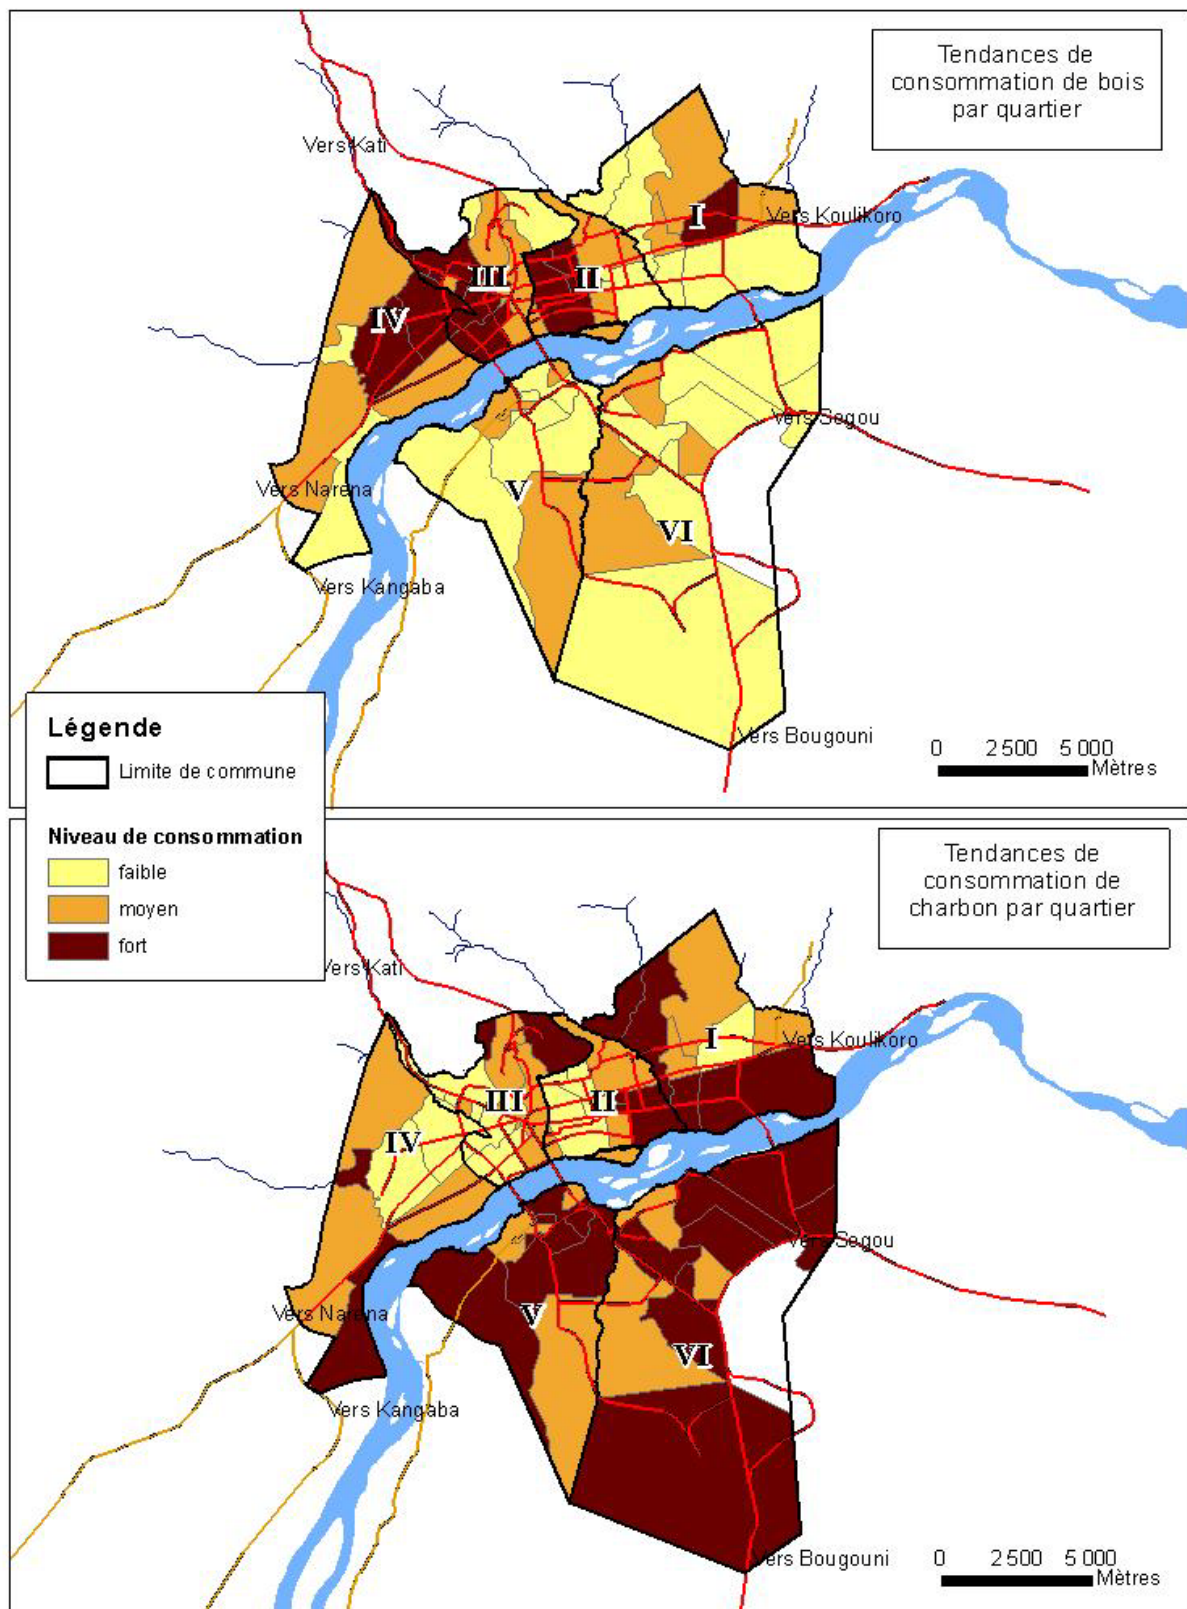 Tendances de
consommation de bois
par quartier
Vers Kati
I
Vers Koulikoro
III
II
IV
Vers Segou
Vers Narena
V
VI
Vers Kangaba
Vers Bougouni
0 2 500 5 000
Mètres
Légende
Limite de commune
Niveau de consommation
faible
moyen
fort
Tendances de
consommation de
charbon par quartier
Vers Kati
I
Vers Koulikoro
III
II
IV
Vers Segou
Vers Narena
V
VI
Vers Kangaba
Vers Bougouni
0 2 500 5 000
Mètres